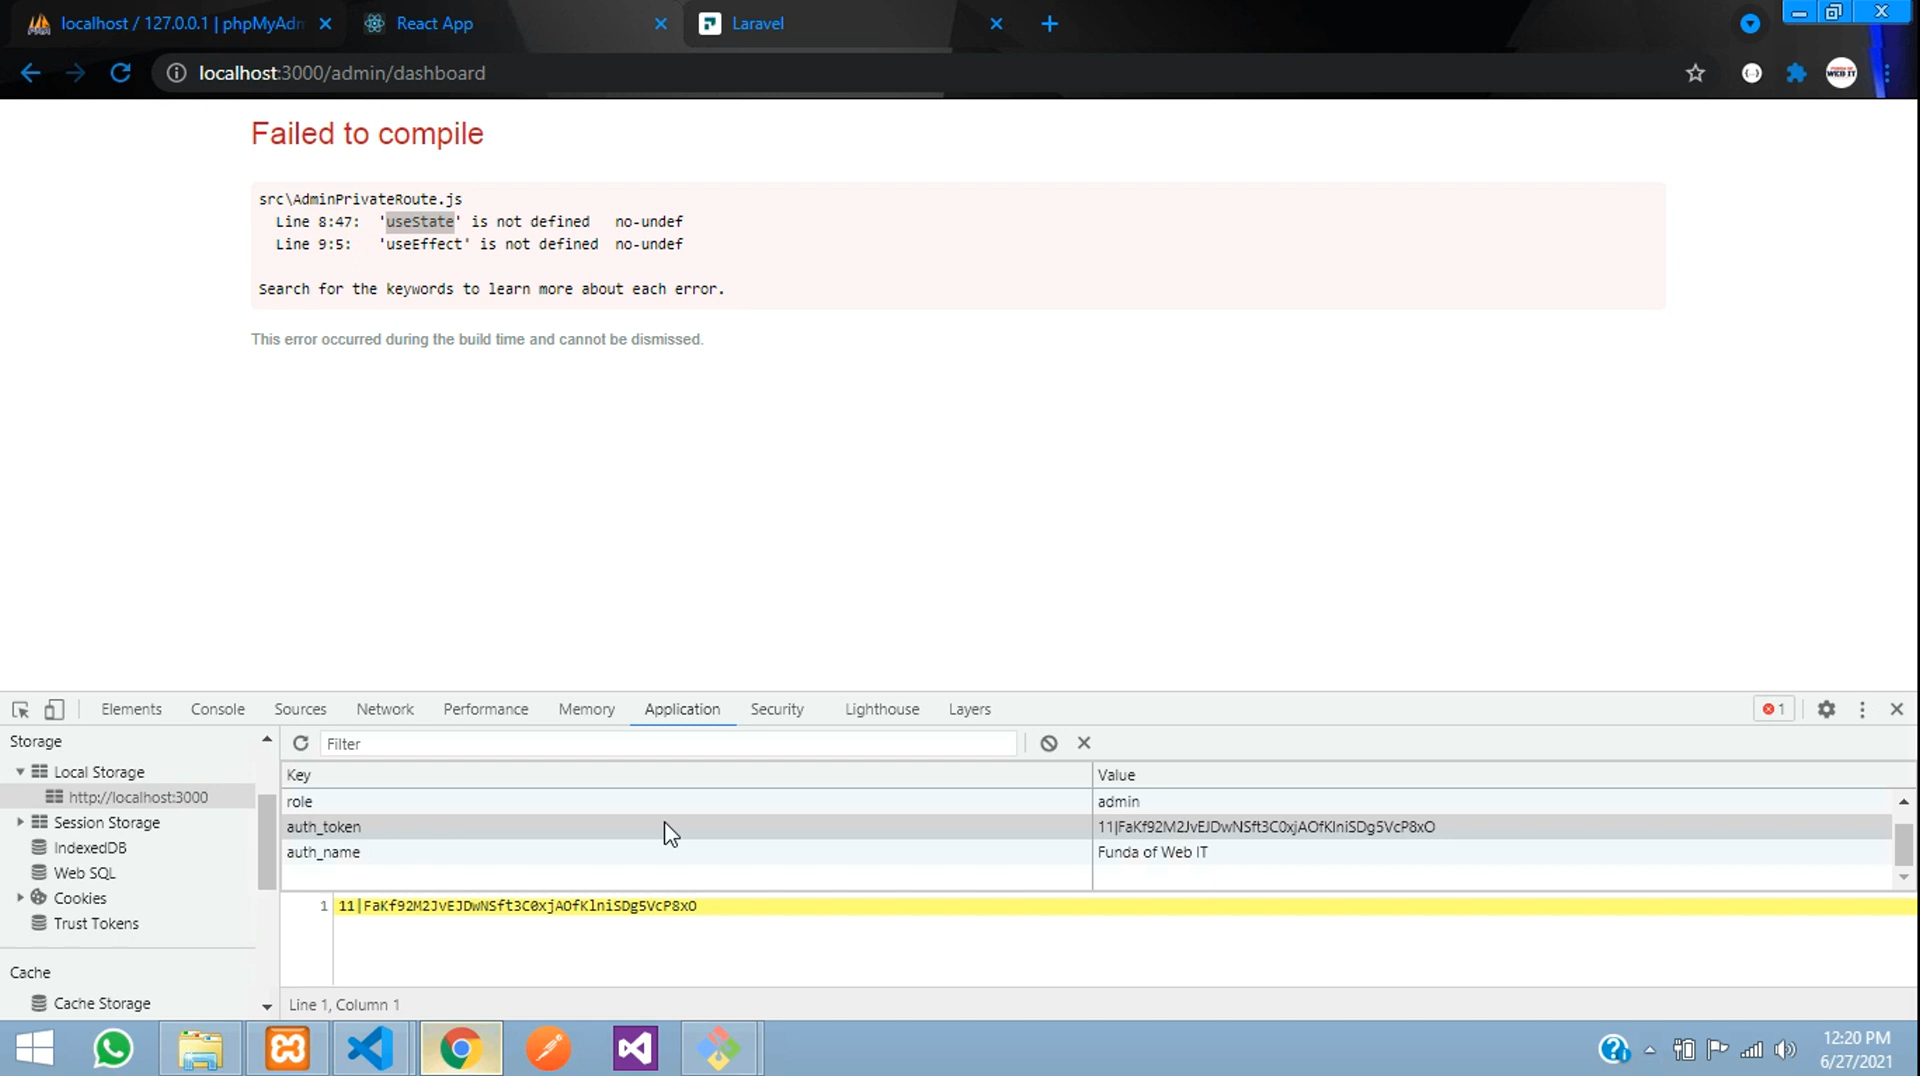 localhost / 127.0.0.1 | phpMyAdm
React App
Laravel
localhost:3000/admin/dashboard
WEB IT
Failed to compile
src\AdminPrivateRoute.js
Line 8:47: 'useState' is not defined no-undef
Line 9:5: 'useEffect' is not defined no-undef
Search for the keywords to learn more about each error.
This error occurred during the build time and cannot be dismissed.
Elements Console Sources Network Performance Memory Application Security Lighthouse Layers 1
Storage
Filter
Local Storage
http://localhost:3000
Session Storage
IndexedDB
Web SQL
Cookies
Trust Tokens
Cache
Cache Storage
Key Value
role admin
auth_token 11|FaKf92M2JvEJDwNSft3C0xjAOfKlniSDg5VcP8xO
auth_name Funda of Web IT
1 11|FaKf92M2JvEJDwNSft3C0xjAOfKlniSDg5VcP8xO
Line 1, Column 1
12:20 PM
6/27/2021